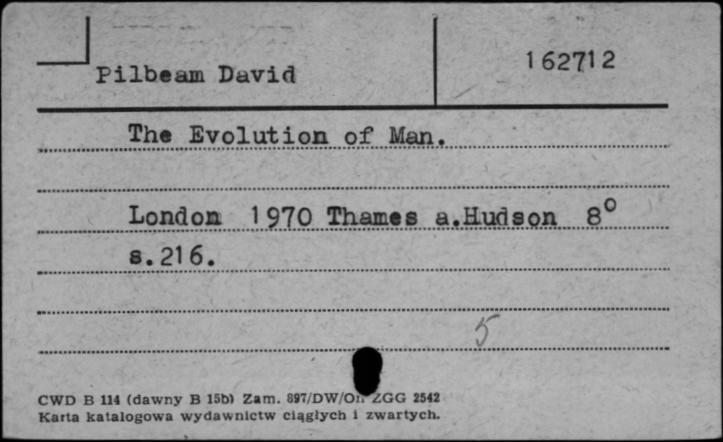 Pilbeam David
162712
The Evolution of Man.
London 1970 Thames a.Hudson 8°
s.216.
5
CWD B 114 (dawny B 15b) Zam. 897/DW/On ZGG 2542
Karta katalogowa wydawnictw ciągłych i zwartych.